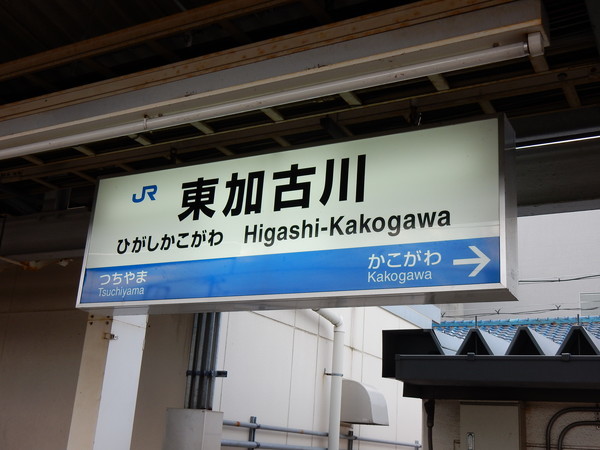 JR 東加古川
ひがしかこがわ Higashi-Kakogawa
つちやま かこがわ →
Tsuchiyama Kakogawa